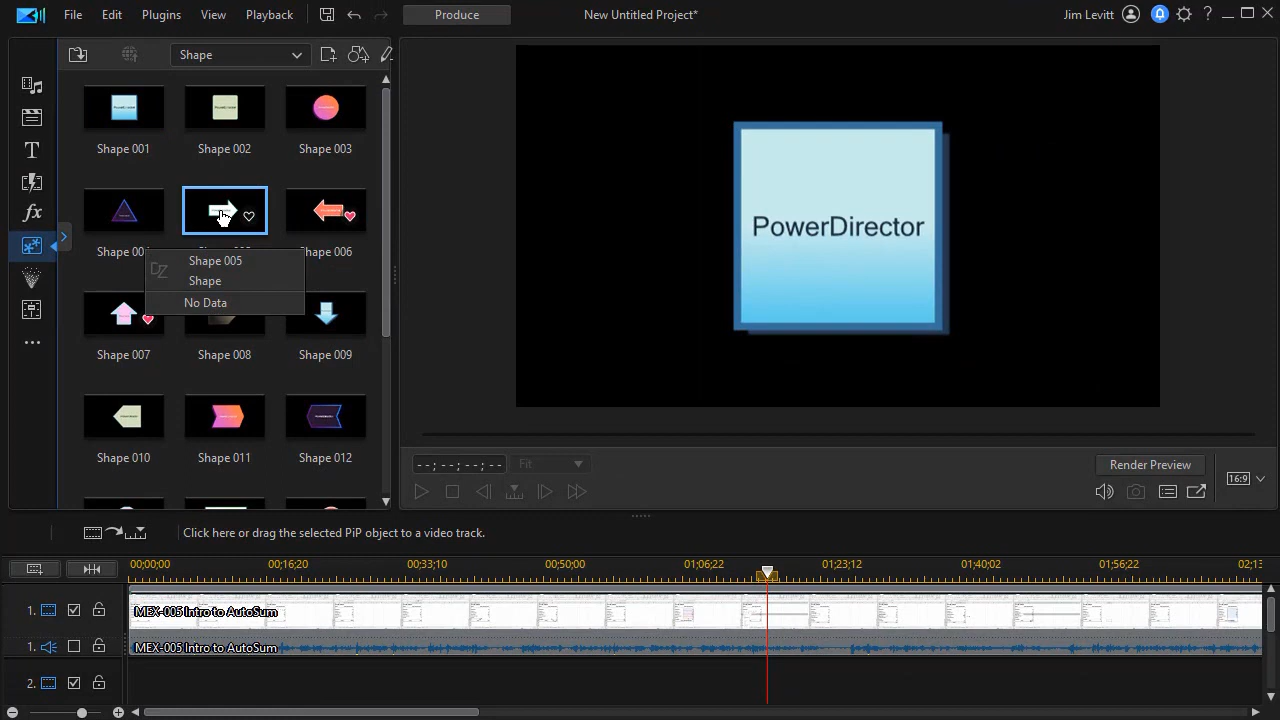 File Edit Plugins View Playback Produce New Untitled Project* Jim Levitt ?
Shape
Shape 001 Shape 002 Shape 003
Shape 006
Shape 005
Shape
No Data
Shape 007 Shape 008 Shape 009
Shape 010 Shape 011 Shape 012
PowerDirector
--;--;--;-- Fit Render Preview 16:9
Click here or drag the selected PiP object to a video track.
00;00;00 00;16;20 00;33;10 00;50;00 01;06;22 01;23;12 01;40;02 01;56;22 02;13
1. MEX-005 Intro to AutoSum
1. MEX-005 Intro to AutoSum
2.